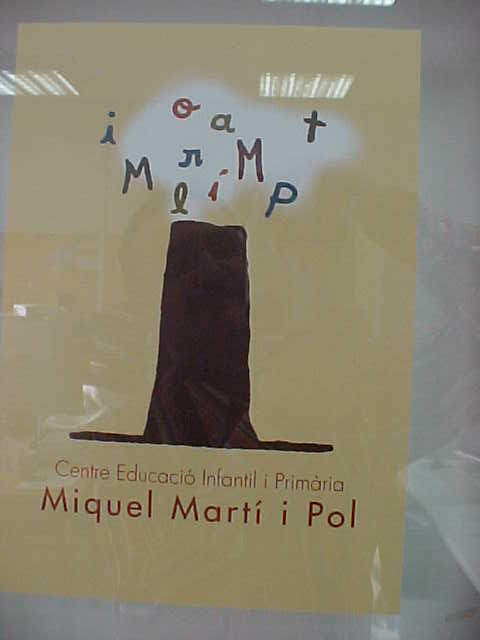 i o a t
M r í M
l p
Centre Educació Infantil i Primària
Miquel Martí i Pol